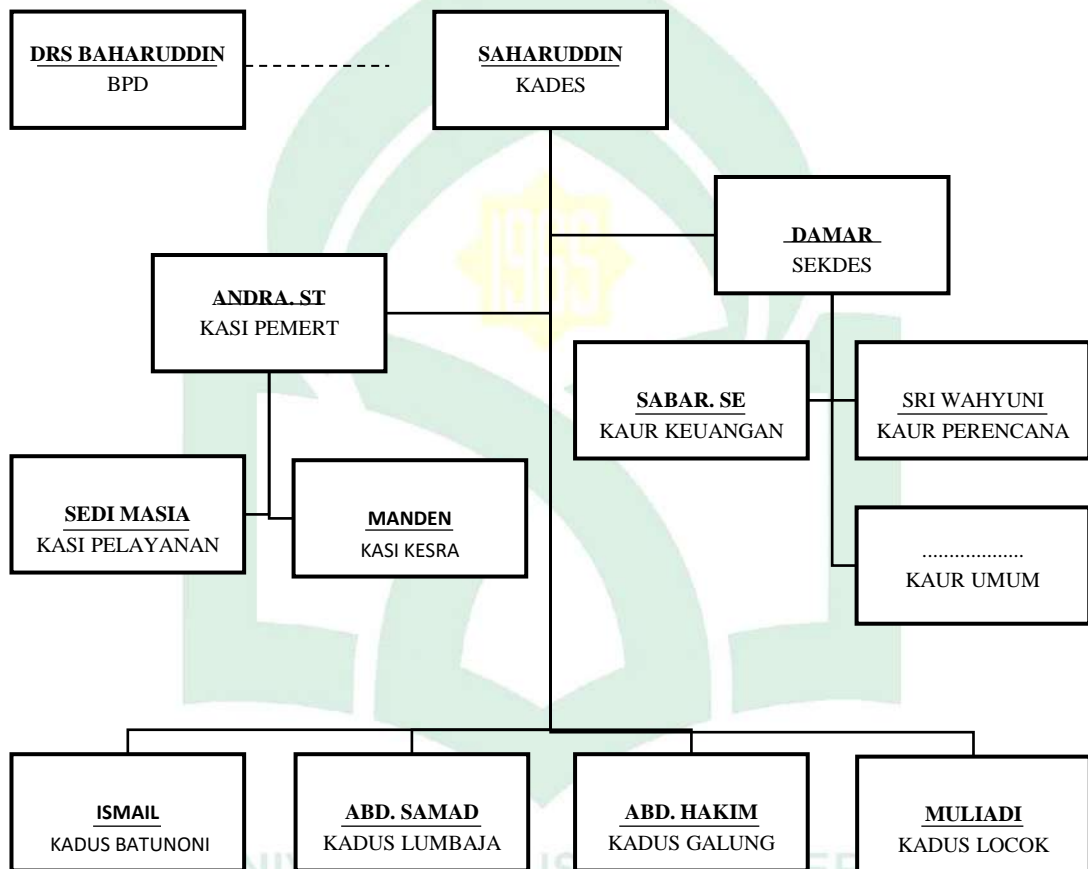 DRS BAHARUDDIN
BPD
SAHARUDDIN
KADES
DAMAR
SEKDES
ANDRA. ST
KASI PEMERT
SABAR. SE
KAUR KEUANGAN
SRI WAHYUNI
KAUR PERENCANA
SEDI MASIA
KASI PELAYANAN
MANDEN
KASI KESRA
...................
KAUR UMUM
ISMAIL
KADUS BATUNONI
ABD. SAMAD
KADUS LUMBAJA
ABD. HAKIM
KADUS GALUNG
MULIADI
KADUS LOCOK
1965